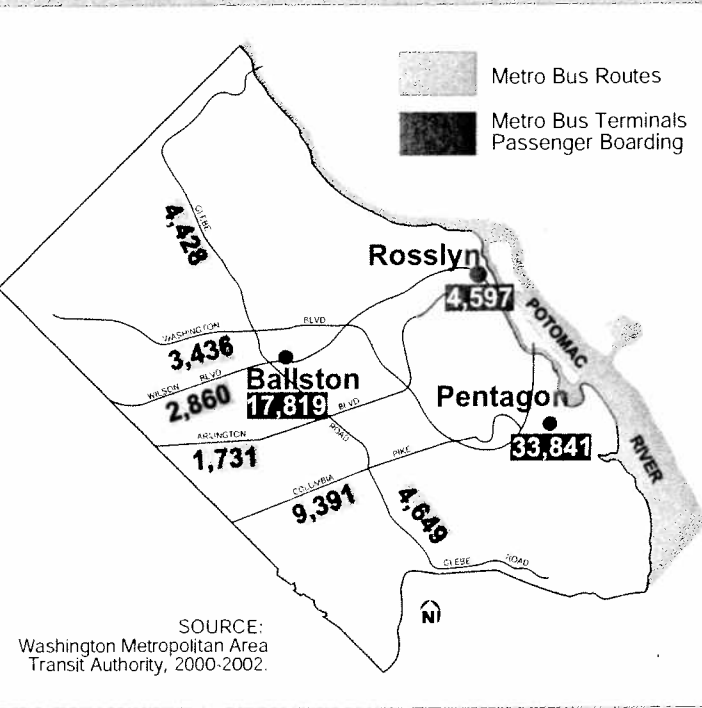 Metro Bus Routes
Metro Bus Terminals
Passenger Boarding
GLEBE
4,428
Rosslyn
4,597
POTOMAC
WASHINGTON
BLVD
3,436
WILSON BLVD
2,860
Ballston
17,819
BLVD
Pentagon
33,841
ARLINGTON
1,731
ROAD
PIKE
RIVER
COLUMBIA
9,391
4,649
GLEBE ROAD
N
SOURCE:
Washington Metropolitan Area
Transit Authority, 2000-2002.